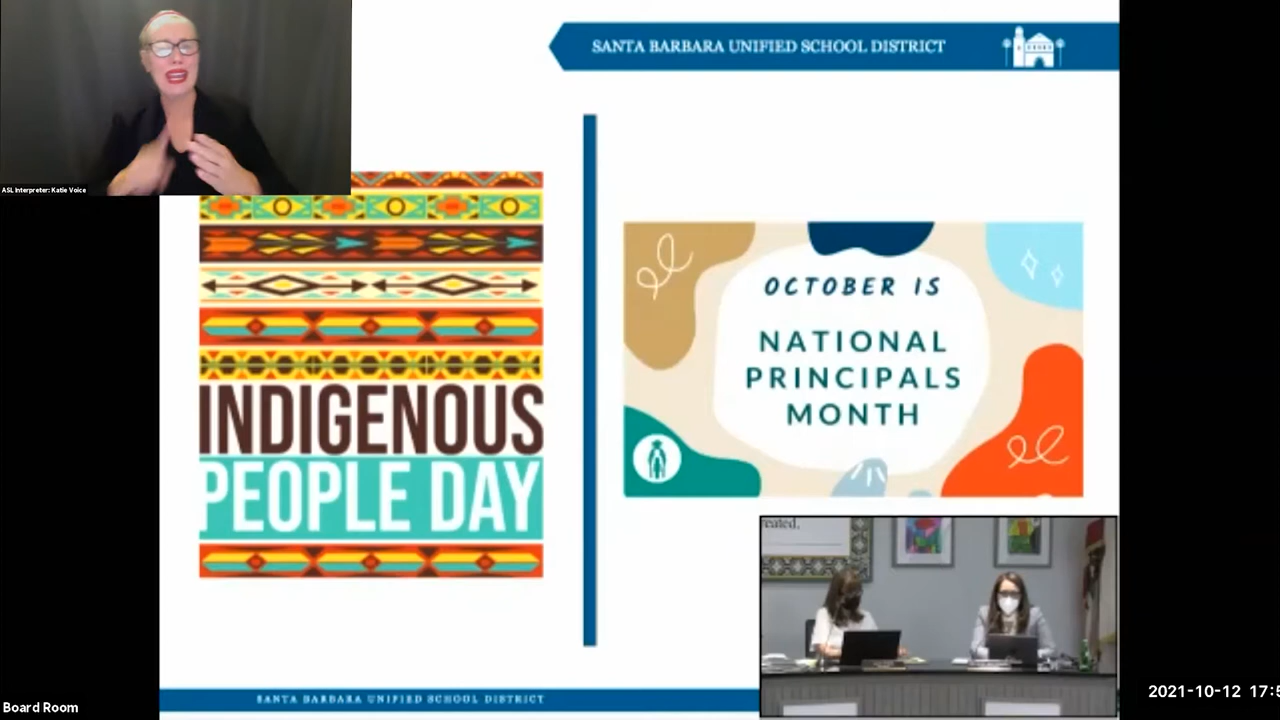 SANTA BARBARA UNIFIED SCHOOL DISTRICT
ASL Interpreter: Katie Voice
INDIGENOUS
PEOPLE DAY
OCTOBER IS
NATIONAL
PRINCIPALS
MONTH
reated.
SANTA BARBARA UNIFIED SCHOOL DISTRICT
Board Room
2021-10-12 17:5